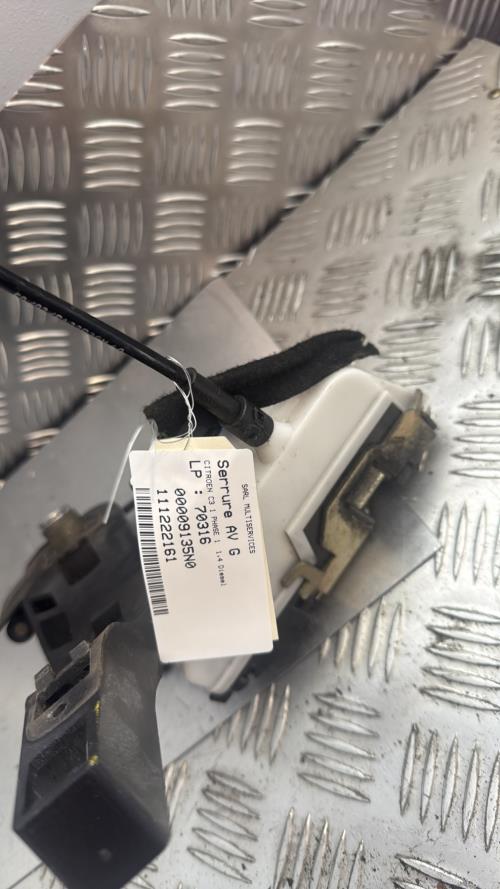 SARL MULTISERVICES
Serrure AV G
CITROEN C3 1 PHASE 1 1.4 Diesel
LP : 70316
00009135N0
111222161